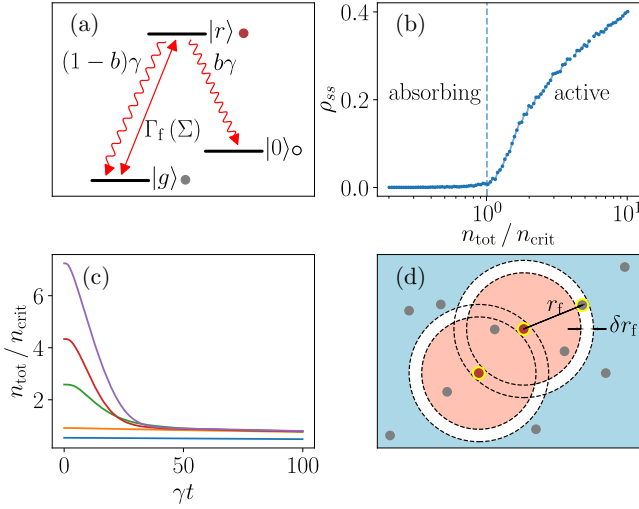 (a)
|r⟩
(1 − b)γ
bγ
Γf (Σ)
|0⟩
|g⟩
(b)
ρss
0.4
0.2
0.0
absorbing
active
10^0
10^1
ntot / ncrit
(c)
ntot / ncrit
6
4
2
0
50
100
γt
(d)
rf
δrf